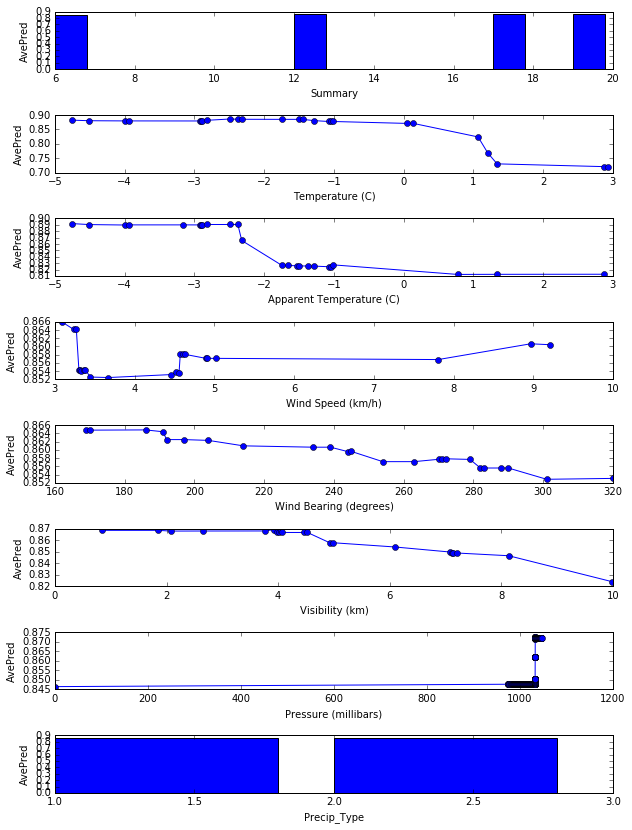 AvePred
0.9
0.8
0.7
0.6
0.5
0.4
0.3
0.2
0.1
0.0
6 8 10 12 14 16 18 20
Summary
AvePred
0.90
0.85
0.80
0.75
0.70
−5 −4 −3 −2 −1 0 1 2 3
Temperature (C)
AvePred
0.90
0.89
0.88
0.87
0.86
0.85
0.84
0.83
0.82
0.81
−5 −4 −3 −2 −1 0 1 2 3
Apparent Temperature (C)
AvePred
0.866
0.864
0.862
0.860
0.858
0.856
0.854
0.852
3 4 5 6 7 8 9 10
Wind Speed (km/h)
AvePred
0.866
0.864
0.862
0.860
0.858
0.856
0.854
0.852
160 180 200 220 240 260 280 300 320
Wind Bearing (degrees)
AvePred
0.87
0.86
0.85
0.84
0.83
0.82
0 2 4 6 8 10
Visibility (km)
AvePred
0.875
0.870
0.865
0.860
0.855
0.850
0.845
0 200 400 600 800 1000 1200
Pressure (millibars)
AvePred
0.9
0.8
0.7
0.6
0.5
0.4
0.3
0.2
0.1
0.0
1.0 1.5 2.0 2.5 3.0
Precip_Type